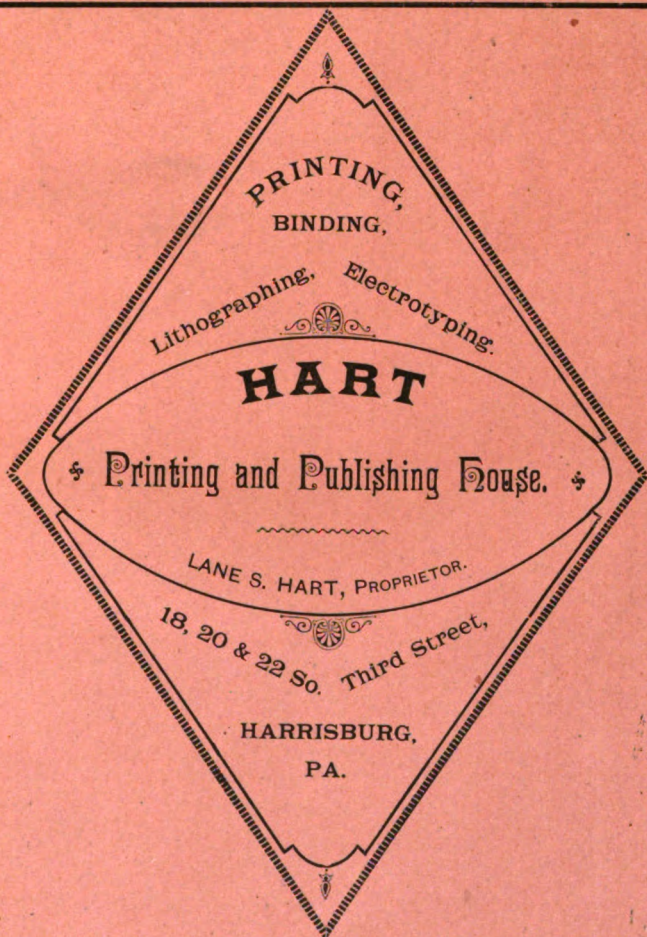 PRINTING,
BINDING,
Lithographing, Electrotyping.
HART
Printing and Publishing House.
LANE S. HART, PROPRIETOR.
18, 20 & 22 So. Third Street,
HARRISBURG,
PA.